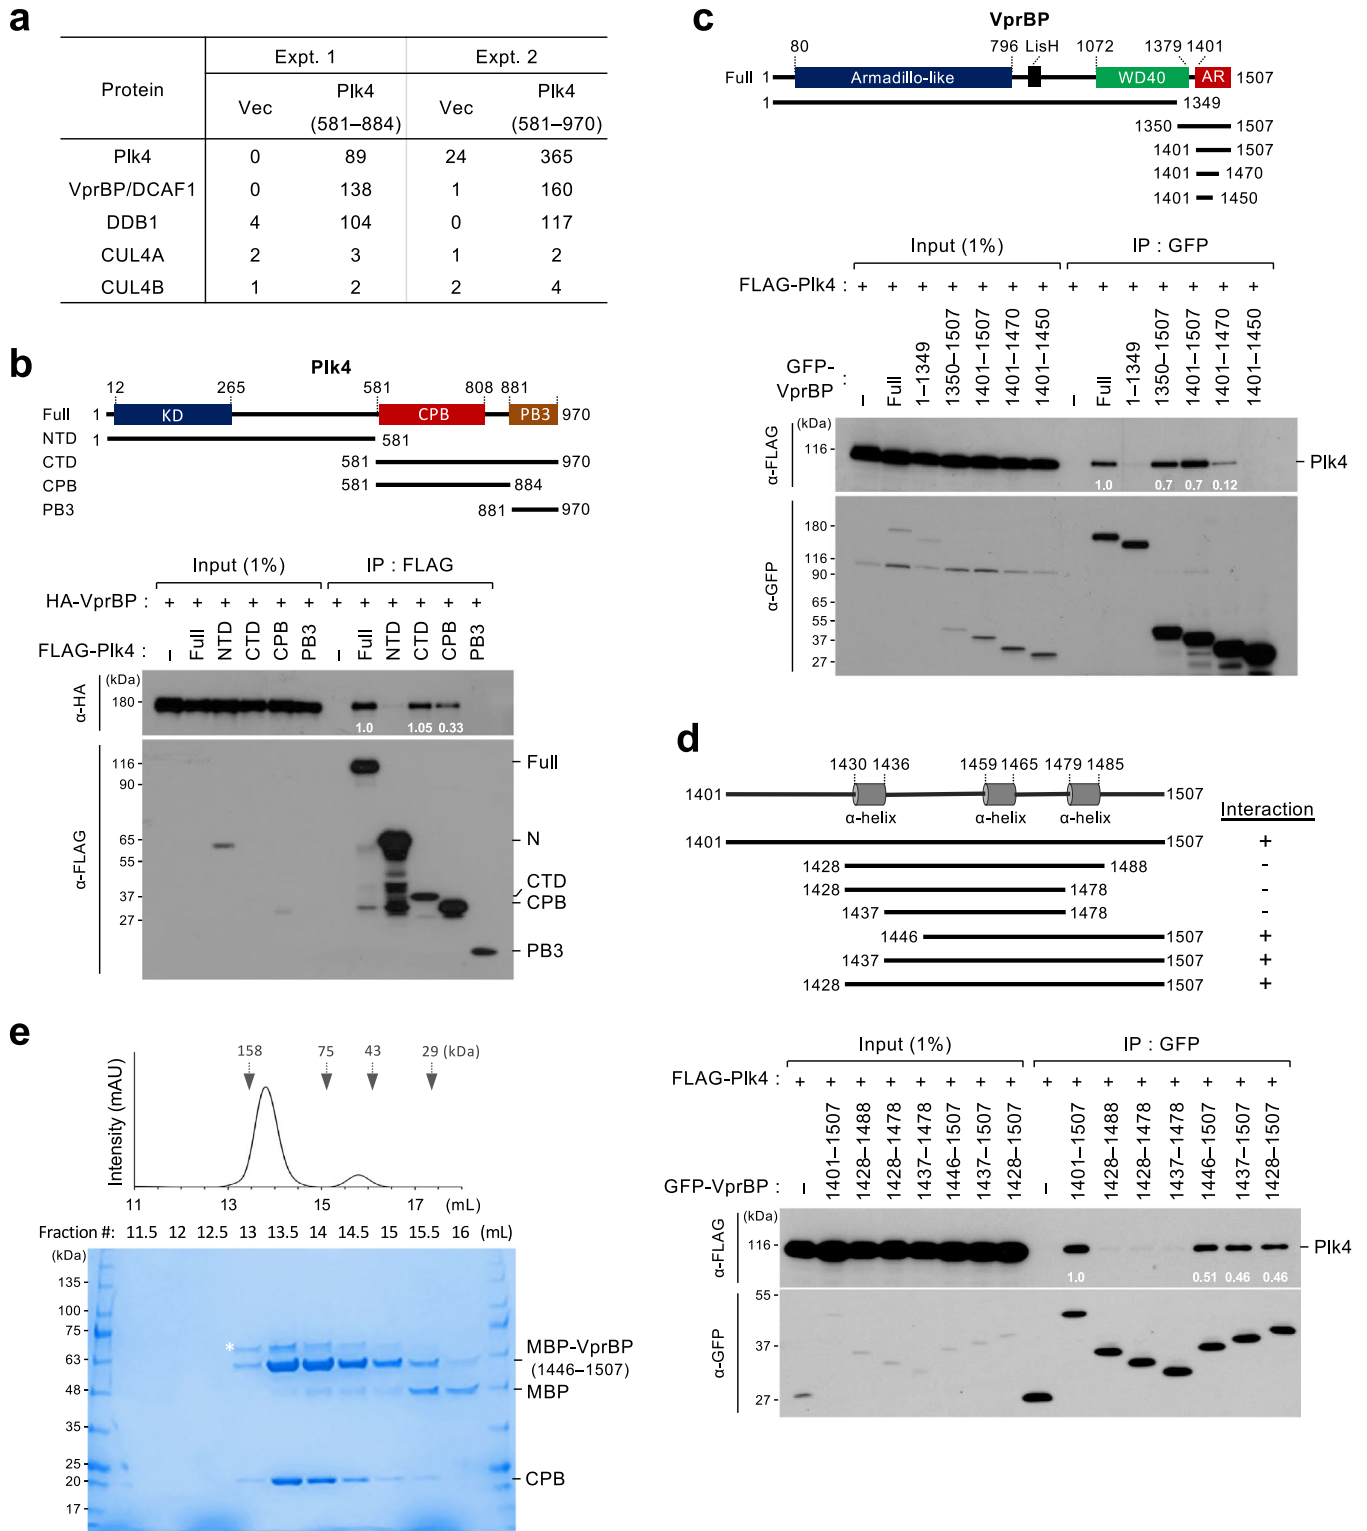 a
Expt. 1 Expt. 2
Protein Vec Plk4 (581–884) Vec Plk4 (581–970)
Plk4 0 89 24 365
VprBP/DCAF1 0 138 1 160
DDB1 4 104 0 117
CUL4A 2 3 1 2
CUL4B 1 2 2 4
b
Plk4
12 265 581 808 881
Full 1 KD CPB PB3 970
NTD 1 581
CTD 581 970
CPB 581 884
PB3 881 970
Input (1%) IP : FLAG
HA-VprBP : + + + + + + + + + + + +
FLAG-Plk4 : – Full NTD CTD CPB PB3 – Full NTD CTD CPB PB3
(kDa)
α-HA
180
1.0 1.05 0.33
α-FLAG
116
90
65
55
37
27
Full
N
CTD
CPB
PB3
c
VprBP
80 796 LisH 1072 1379 1401
Full 1 Armadillo-like WD40 AR 1507
1 1349
1350 1507
1401 1507
1401 1470
1401 1450
Input (1%) IP : GFP
FLAG-Plk4 : + + + + + + + + + + + + + +
GFP-VprBP : – Full 1–1349 1350–1507 1401–1507 1401–1470 1401–1450 – Full 1–1349 1350–1507 1401–1507 1401–1470 1401–1450
(kDa)
α-FLAG
116
Plk4
1.0 0.7 0.7 0.12
α-GFP
180
116
90
65
55
37
27
d
1430 1436 1459 1465 1479 1485
1401 1507
α-helix α-helix α-helix
Interaction
1401 1507 +
1428 1488 -
1428 1478 -
1437 1478 -
1446 1507 +
1437 1507 +
1428 1507 +
Input (1%) IP : GFP
FLAG-Plk4 : + + + + + + + + + + + + + + + +
GFP-VprBP : – 1401–1507 1428–1488 1428–1478 1437–1478 1446–1507 1437–1507 1428–1507 – 1401–1507 1428–1488 1428–1478 1437–1478 1446–1507 1437–1507 1428–1507
(kDa)
α-FLAG
116
Plk4
1.0 0.51 0.46 0.46
α-GFP
55
37
27
e
158 75 43 29 (kDa)
Intensity (mAU)
11 13 15 17 (mL)
Fraction #: 11.5 12 12.5 13 13.5 14 14.5 15 15.5 16 (mL)
(kDa)
135
100
75
63
48
35
25
20
17
*
MBP-VprBP
(1446–1507)
MBP
CPB